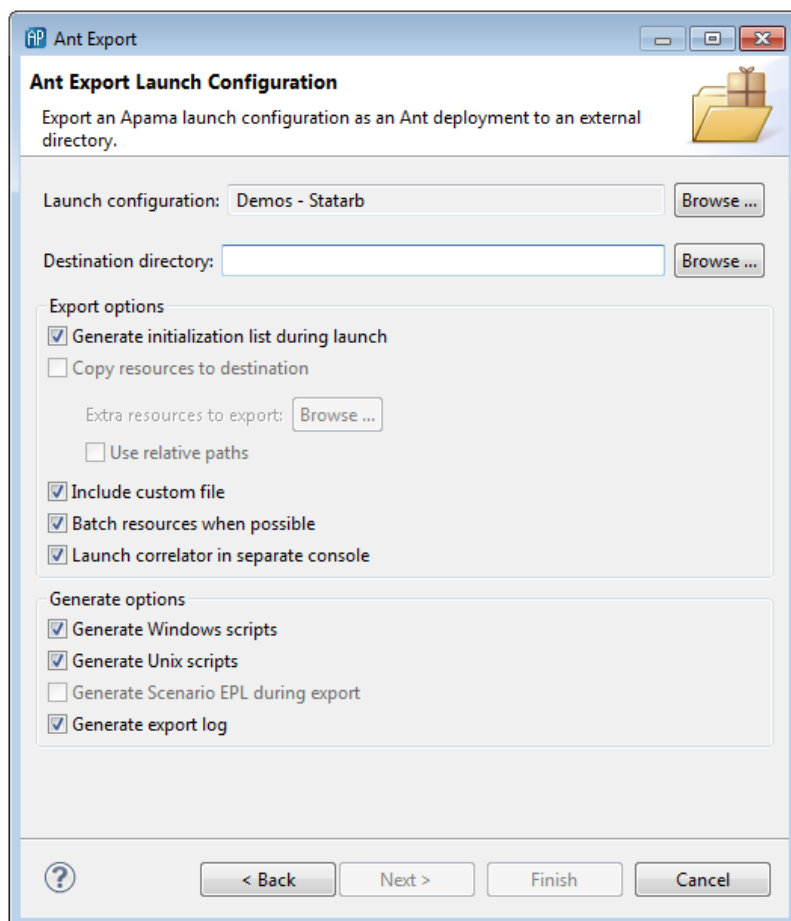 AP Ant Export
Ant Export Launch Configuration
Export an Apama launch configuration as an Ant deployment to an external
directory.
Launch configuration: Demos - Statarb Browse ...
Destination directory: Browse ...
Export options
Generate initialization list during launch
Copy resources to destination
Extra resources to export: Browse ...
Use relative paths
Include custom file
Batch resources when possible
Launch correlator in separate console
Generate options
Generate Windows scripts
Generate Unix scripts
Generate Scenario EPL during export
Generate export log
? < Back Next > Finish Cancel